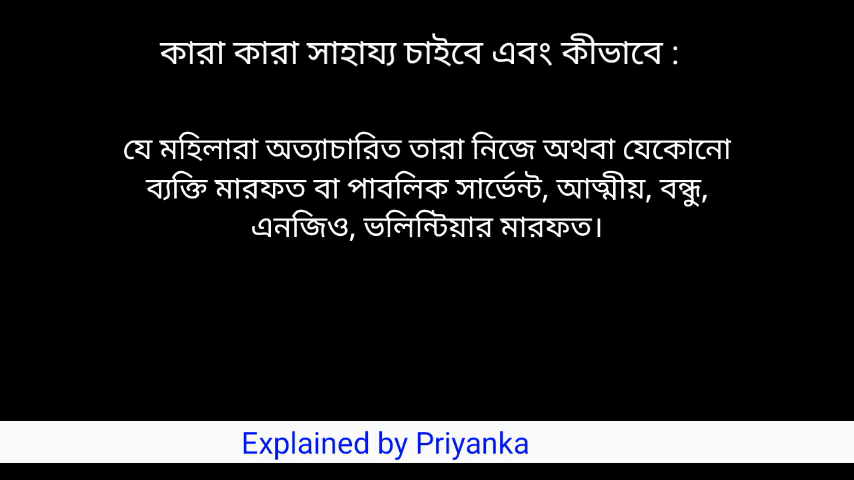 কারা কারা সাহায্য চাইবে এবং কীভাবে :
যে মহিলারা অত্যাচারিত তারা নিজে অথবা যেকোনো
ব্যক্তি মারফত বা পাবলিক সার্ভেন্ট, আত্মীয়, বন্ধু,
এনজিও, ভলিন্টিয়ার মারফত।
Explained by Priyanka